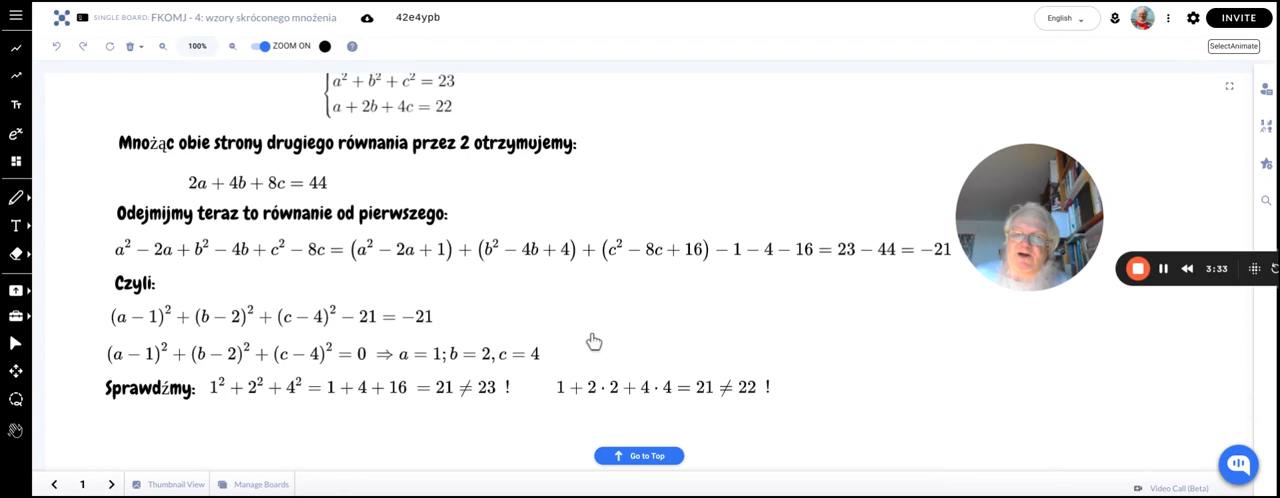 SINGLE BOARD: FKOMJ - 4: wzory skróconego mnożenia
42e4ypb
English
INVITE
100%
ZOOM ON
SelectAnimate
a² + b² + c² = 23
a + 2b + 4c = 22
Mnożąc obie strony drugiego równania przez 2 otrzymujemy:
2a + 4b + 8c = 44
Odejmijmy teraz to równanie od pierwszego:
a² − 2a + b² − 4b + c² − 8c = (a² − 2a + 1) + (b² − 4b + 4) + (c² − 8c + 16) − 1 − 4 − 16 = 23 − 44 = −21
3:33
Czyli:
(a − 1)² + (b − 2)² + (c − 4)² − 21 = −21
(a − 1)² + (b − 2)² + (c − 4)² = 0 ⇒ a = 1; b = 2, c = 4
Sprawdźmy: 1² + 2² + 4² = 1 + 4 + 16 = 21 ≠ 23 ! 1 + 2 · 2 + 4 · 4 = 21 ≠ 22 !
Go to Top
1
Thumbnail View
Manage Boards
Video Call (Beta)